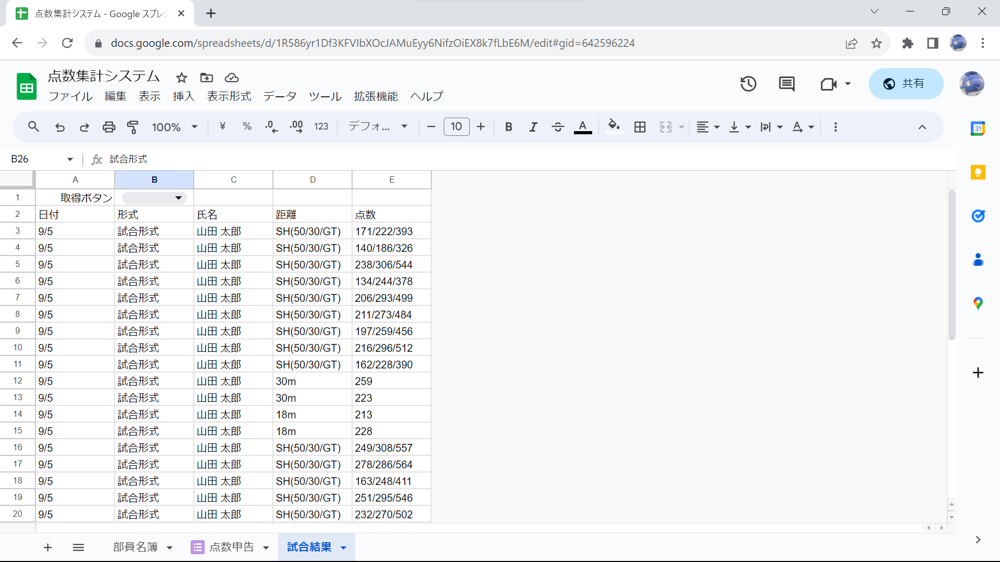 点数集計システム - Google スプレッ
docs.google.com/spreadsheets/d/1R586yr1Df3KFVIbXOcJAMuEyy6NifzOiEX8k7fLbE6M/edit#gid=642596224
点数集計システム
ファイル 編集 表示 挿入 表示形式 データ ツール 拡張機能 ヘルプ
共有
100% ¥ % .0 .00 123 デフォ... 10 B I S A A
31
B26 fx 試合形式
A B C D E
1 取得ボタン
2 日付 形式 氏名 距離 点数
3 9/5 試合形式 山田 太郎 SH(50/30/GT) 171/222/393
4 9/5 試合形式 山田 太郎 SH(50/30/GT) 140/186/326
5 9/5 試合形式 山田 太郎 SH(50/30/GT) 238/306/544
6 9/5 試合形式 山田 太郎 SH(50/30/GT) 134/244/378
7 9/5 試合形式 山田 太郎 SH(50/30/GT) 206/293/499
8 9/5 試合形式 山田 太郎 SH(50/30/GT) 211/273/484
9 9/5 試合形式 山田 太郎 SH(50/30/GT) 197/259/456
10 9/5 試合形式 山田 太郎 SH(50/30/GT) 216/296/512
11 9/5 試合形式 山田 太郎 SH(50/30/GT) 162/228/390
12 9/5 試合形式 山田 太郎 30m 259
13 9/5 試合形式 山田 太郎 30m 223
14 9/5 試合形式 山田 太郎 18m 213
15 9/5 試合形式 山田 太郎 18m 228
16 9/5 試合形式 山田 太郎 SH(50/30/GT) 249/308/557
17 9/5 試合形式 山田 太郎 SH(50/30/GT) 278/286/564
18 9/5 試合形式 山田 太郎 SH(50/30/GT) 163/248/411
19 9/5 試合形式 山田 太郎 SH(50/30/GT) 251/295/546
20 9/5 試合形式 山田 太郎 SH(50/30/GT) 232/270/502
部員名簿 点数申告 試合結果